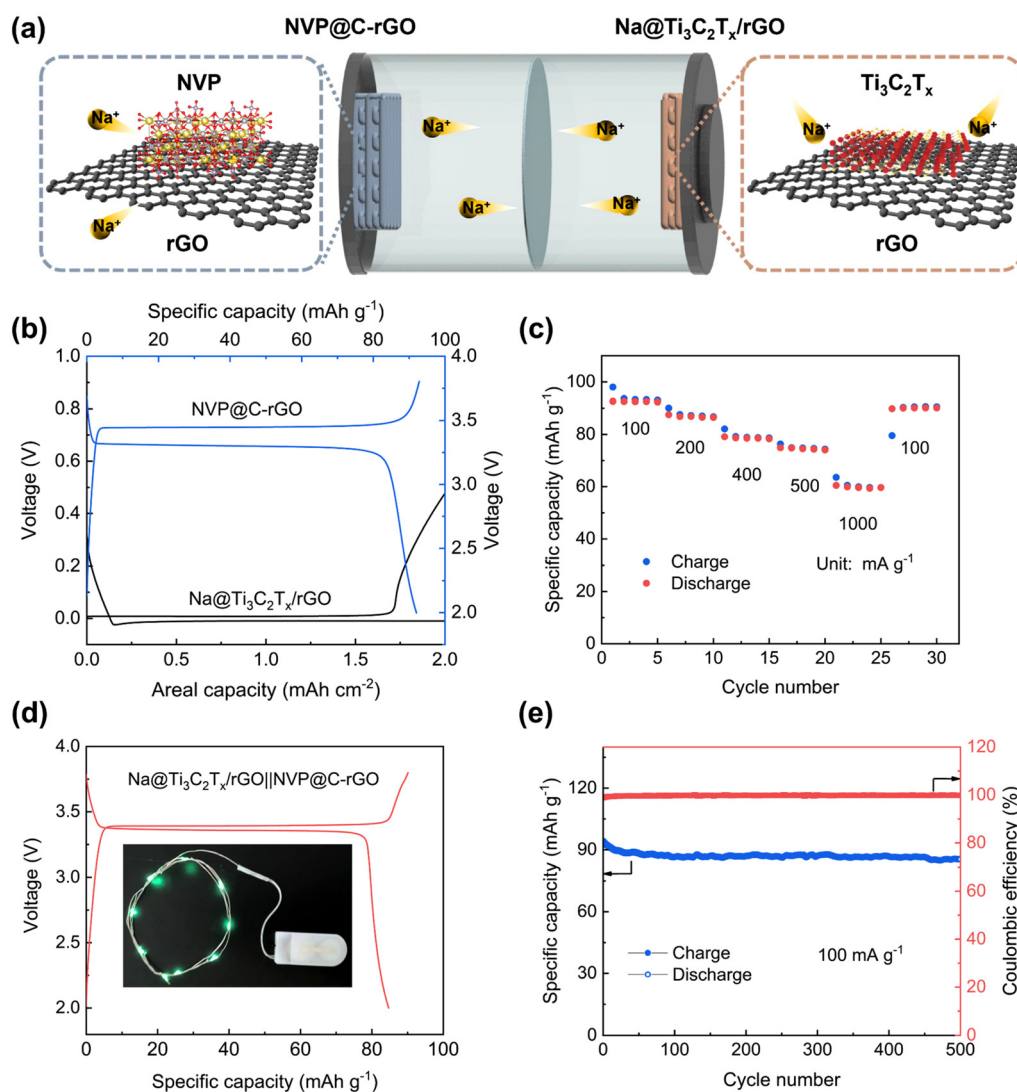 (a)
NVP@C-rGO
Na@Ti₃C₂Tₓ/rGO
NVP
Na⁺
Na⁺
rGO
Na⁺
Na⁺
Na⁺
Na⁺
Ti₃C₂Tₓ
Na⁺
Na⁺
rGO
(b)
Specific capacity (mAh g⁻¹)
0 20 40 60 80 100
1.0
0.8
0.6
0.4
0.2
0.0
Voltage (V)
NVP@C-rGO
Na@Ti₃C₂Tₓ/rGO
4.0
3.5
3.0
2.5
2.0
Voltage (V)
0.0 0.5 1.0 1.5 2.0
Areal capacity (mAh cm⁻²)
(c)
Specific capacity (mAh g⁻¹)
100
80
60
40
20
0
100
200
400
500
1000
100
Charge
Discharge
Unit: mA g⁻¹
0 5 10 15 20 25 30
Cycle number
(d)
Voltage (V)
4.0
3.5
3.0
2.5
2.0
Na@Ti₃C₂Tₓ/rGO||NVP@C-rGO
0 20 40 60 80 100
Specific capacity (mAh g⁻¹)
(e)
Specific capacity (mAh g⁻¹)
120
90
60
30
0
Charge
Discharge
100 mA g⁻¹
120
100
80
60
40
20
0
Coulombic efficiency (%)
0 100 200 300 400 500
Cycle number